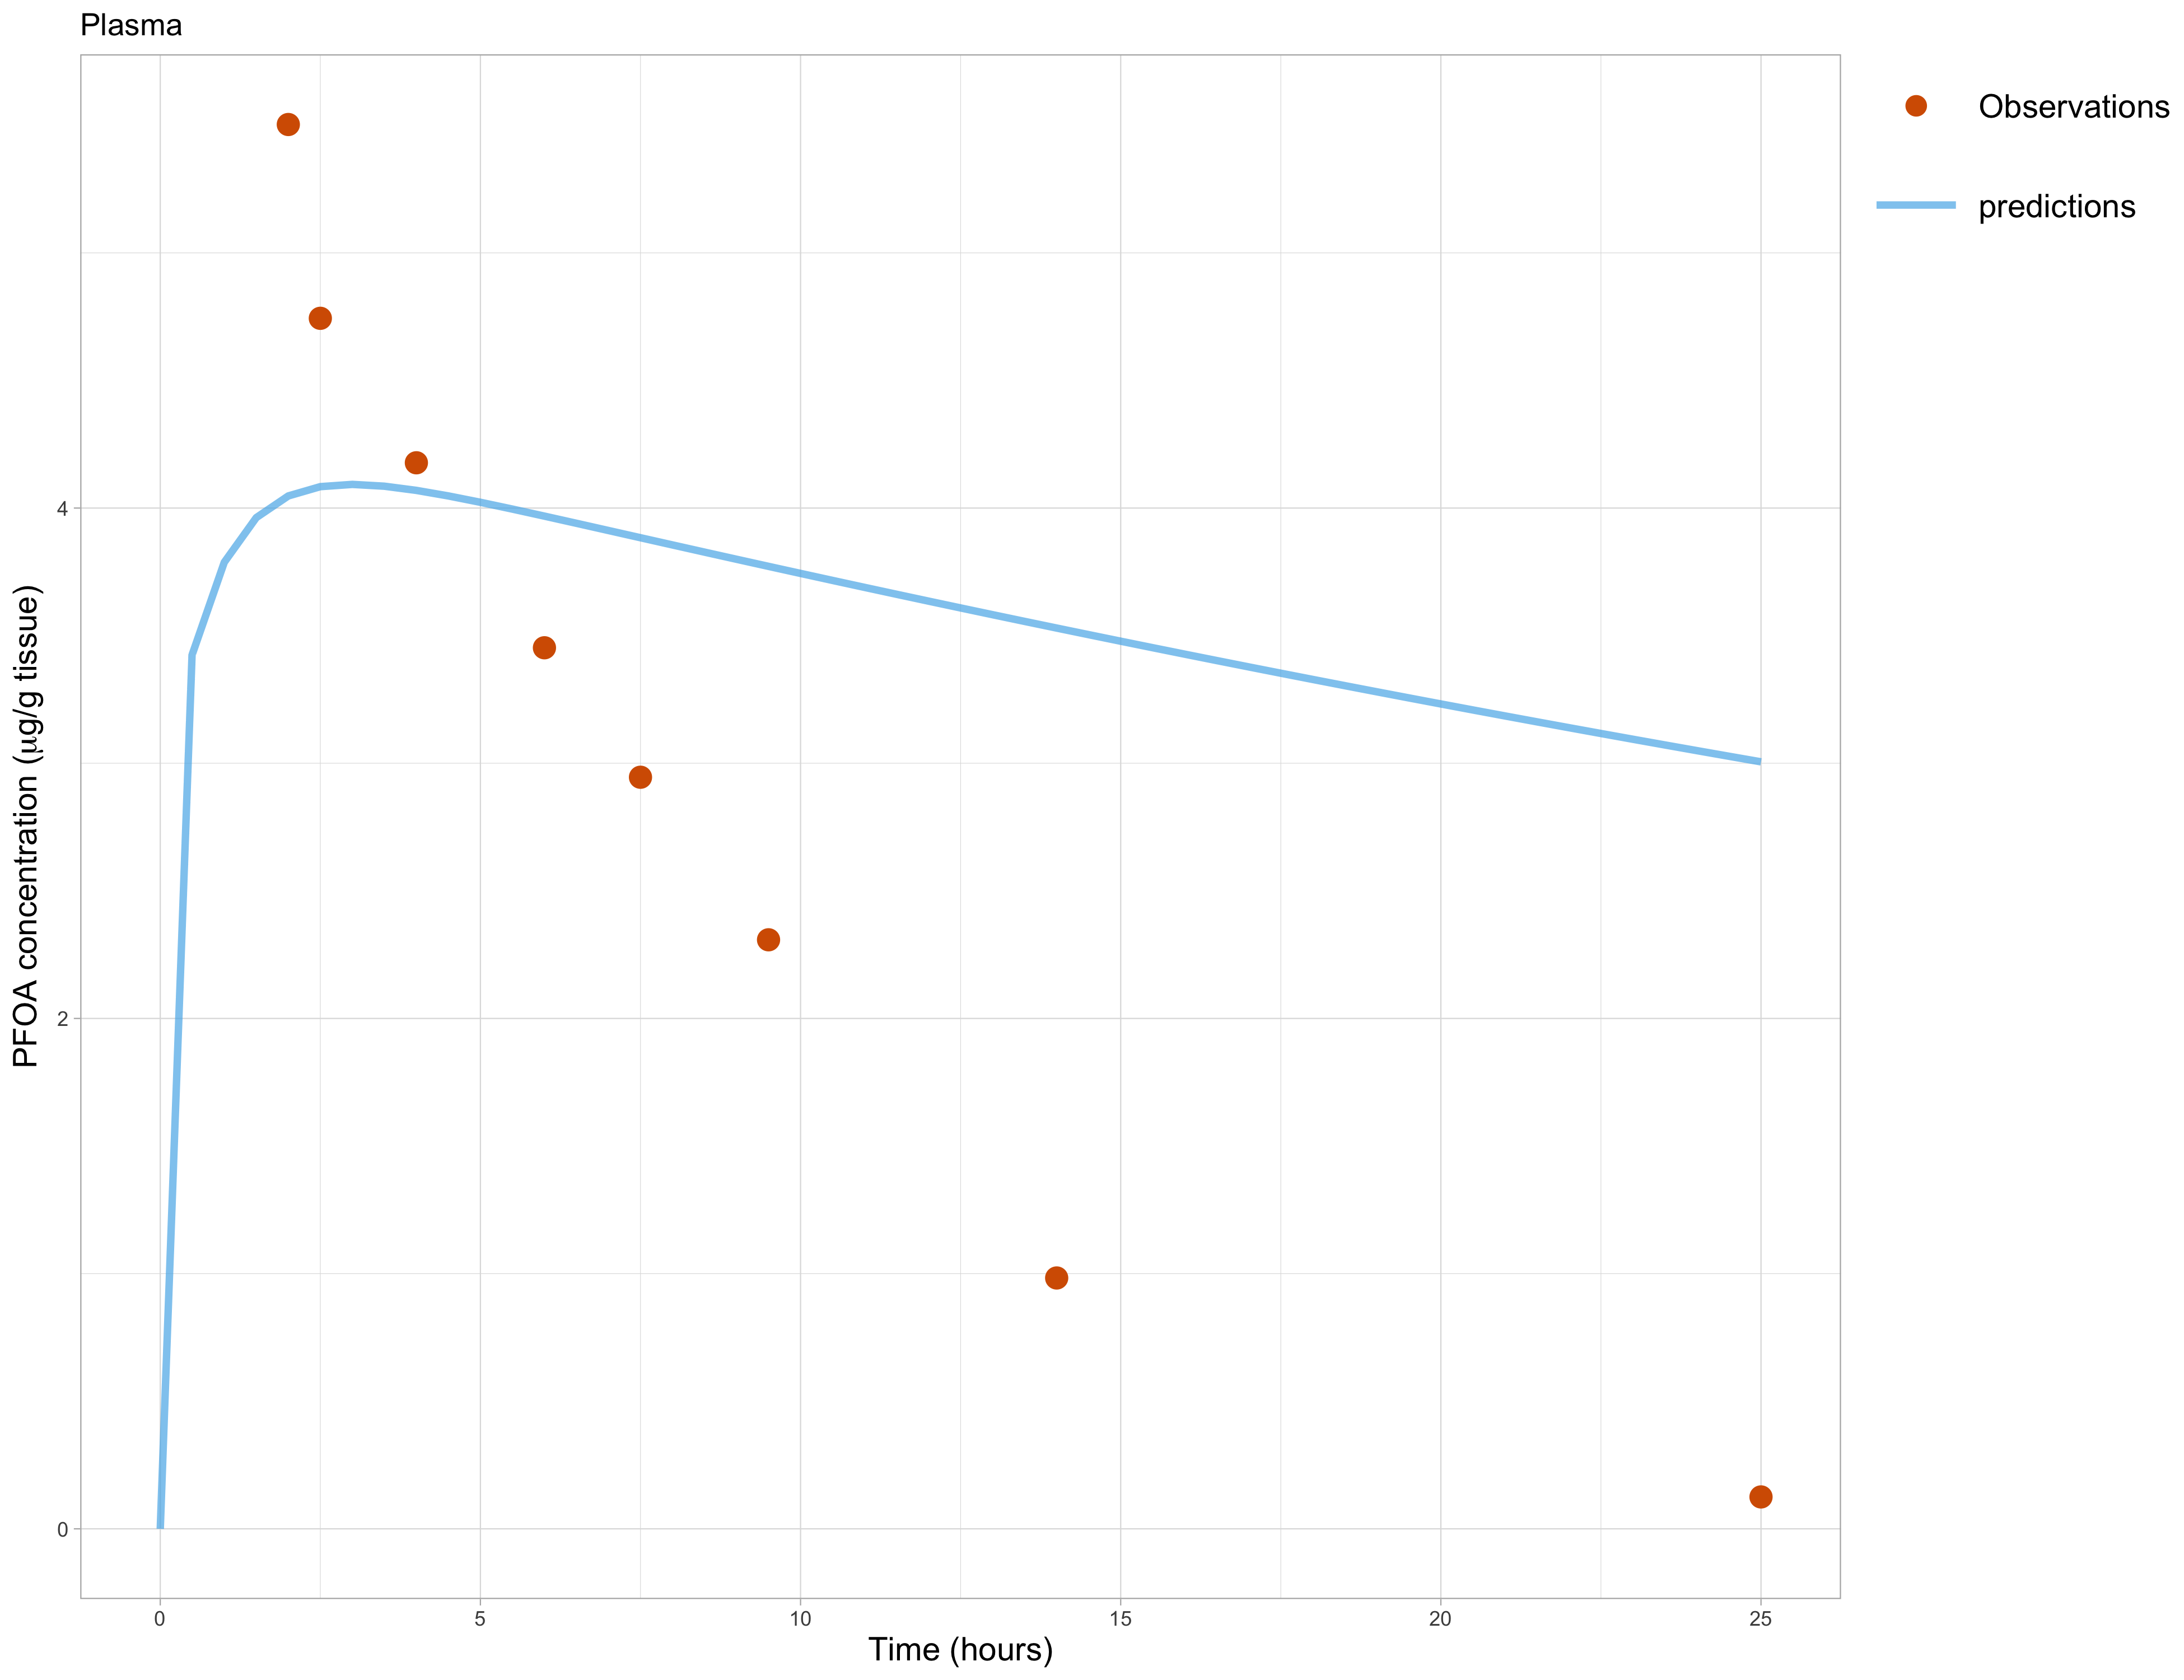 Plasma
Observations
predictions
PFOA concentration (μg/g tissue)
4
2
0
0 5 10 15 20 25
Time (hours)